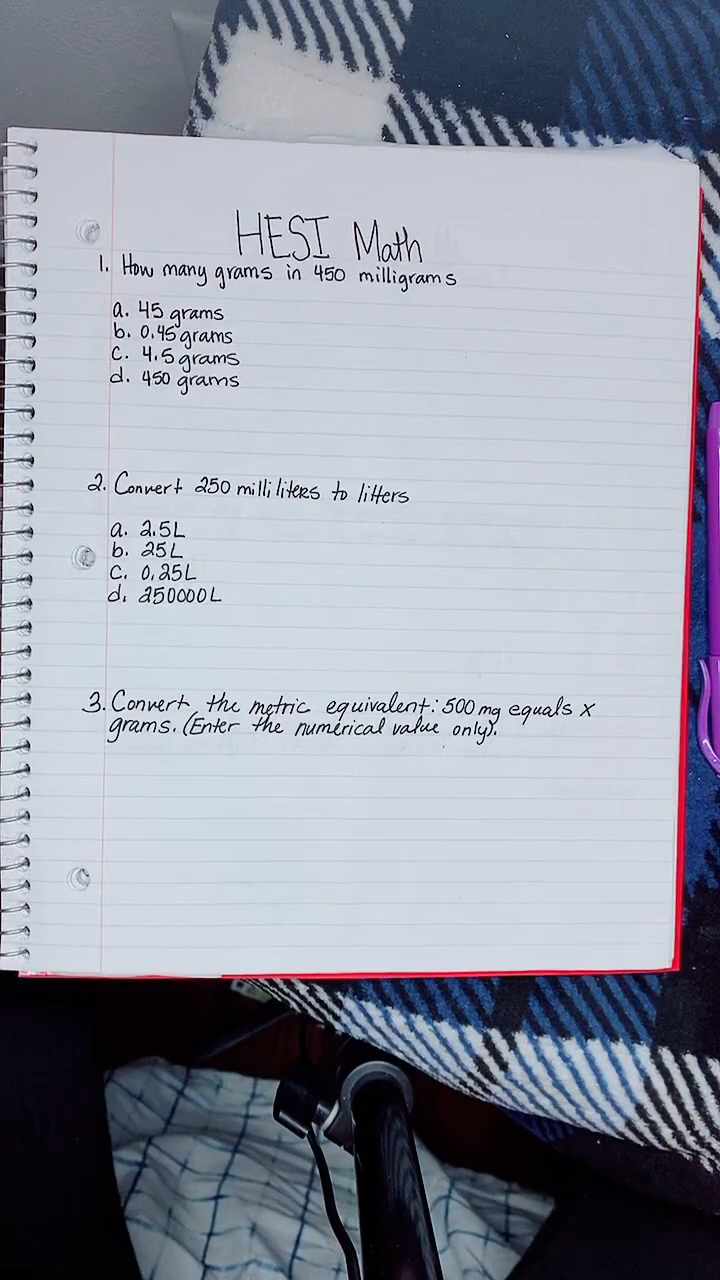 HESI Math
1. How many grams in 450 milligrams
a. 45 grams
b. 0.45 grams
c. 4.5 grams
d. 450 grams
2. Convert 250 milliliters to litters
a. 2.5L
b. 25L
c. 0.25L
d. 250000L
3. Convert the metric equivalent: 500 mg equals x
grams. (Enter the numerical value only).